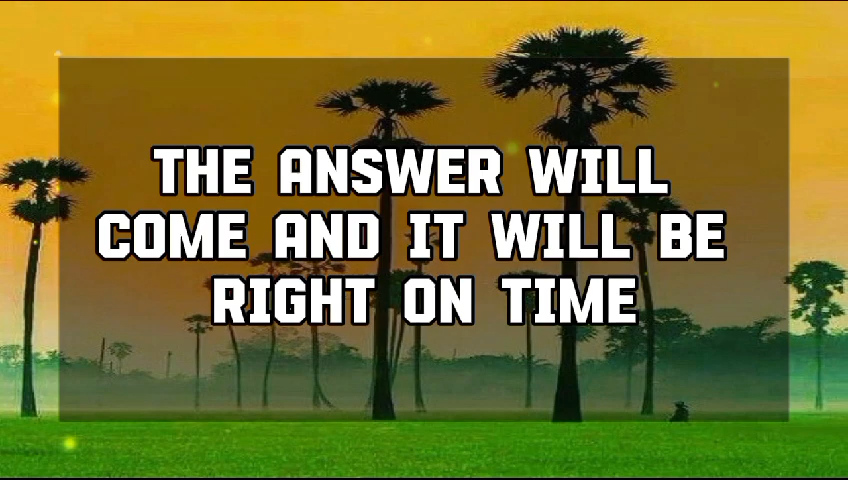 THE ANSWER WILL
COME AND IT WILL BE
RIGHT ON TIME